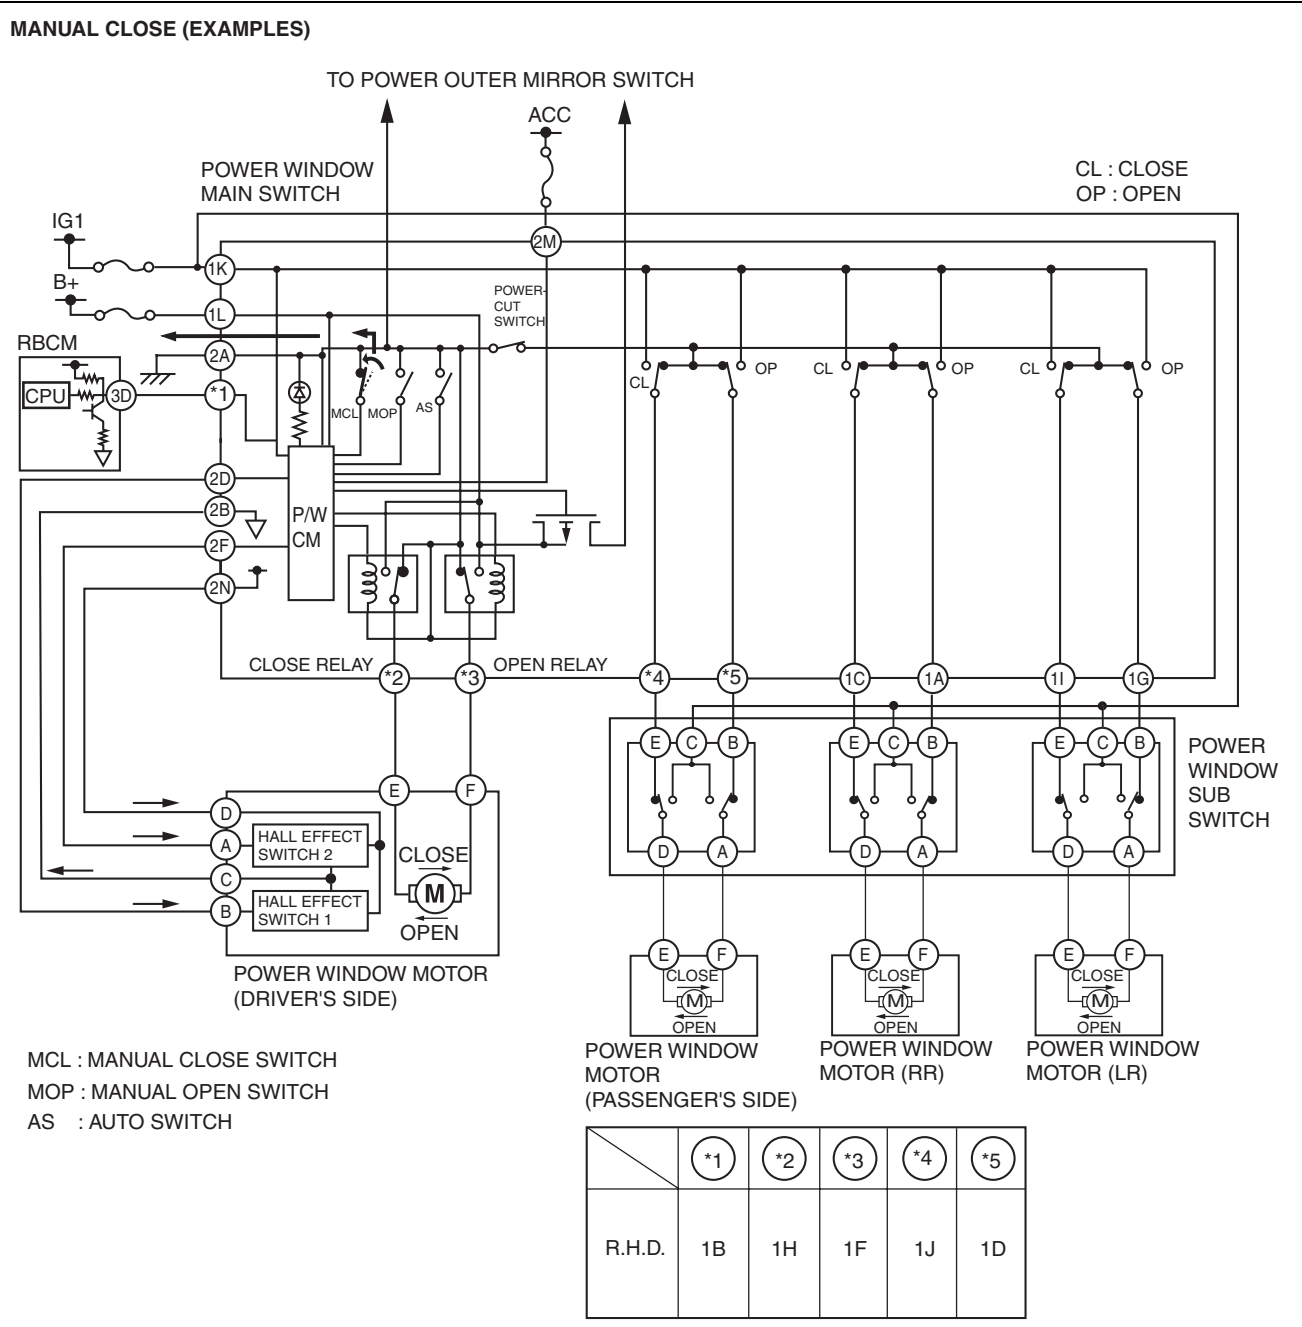 MANUAL CLOSE (EXAMPLES)
TO POWER OUTER MIRROR SWITCH
ACC
POWER WINDOW
MAIN SWITCH
CL : CLOSE
OP : OPEN
IG1
2M
1K
B+
POWER-
CUT
SWITCH
1L
RBCM
2A
CL
OP
CL
OP
CL
OP
CPU
3D
*1
MCL
MOP
AS
2D
2B
P/W
CM
2F
2N
CLOSE RELAY
*2
*3
OPEN RELAY
*4
*5
1C
1A
1I
1G
E
C
B
E
C
B
E
C
B
POWER
WINDOW
SUB
SWITCH
E
F
D
A
HALL EFFECT
SWITCH 2
CLOSE
D
A
D
A
D
A
C
M
B
HALL EFFECT
SWITCH 1
OPEN
POWER WINDOW MOTOR
(DRIVER'S SIDE)
E
F
E
F
E
F
CLOSE
CLOSE
CLOSE
M
M
M
OPEN
OPEN
OPEN
POWER WINDOW
MOTOR
(PASSENGER'S SIDE)
POWER WINDOW
MOTOR (RR)
POWER WINDOW
MOTOR (LR)
MCL : MANUAL CLOSE SWITCH
MOP : MANUAL OPEN SWITCH
AS : AUTO SWITCH
*1 *2 *3 *4 *5
R.H.D. 1B 1H 1F 1J 1D